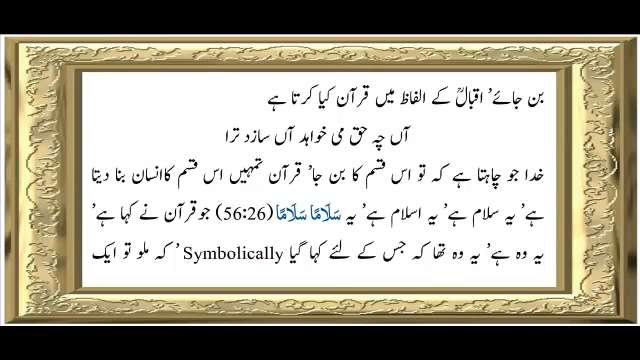 بن جائے' اقبالؒ کے الفاظ میں قرآن کیا کرتا ہے
آں چہ حق می خواہد آں سازد ترا
خدا جو چاہتا ہے کہ تو اس قسم کا بن جا' قرآن تمہیں اس قسم کا انسان بنا دیتا
ہے' یہ سلام ہے' یہ اسلام ہے' یہ سَلَامًا سَلَامًا (56:26) جو قرآن نے کہا ہے'
یہ وہ ہے' یہ وہ تھا کہ جس کے لئے کہا گیا Symbolically' کہ ملو تو ایک